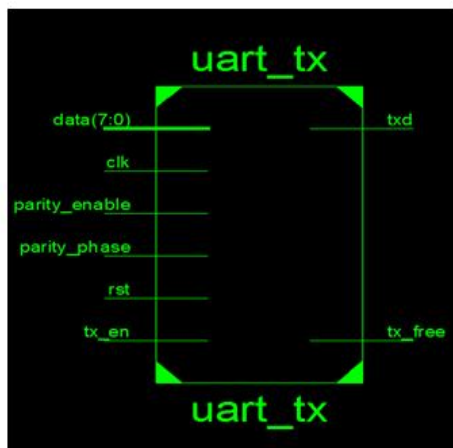 uart_tx
data(7:0)
txd
clk
parity_enable
parity_phase
rst
tx_en
tx_free
uart_tx